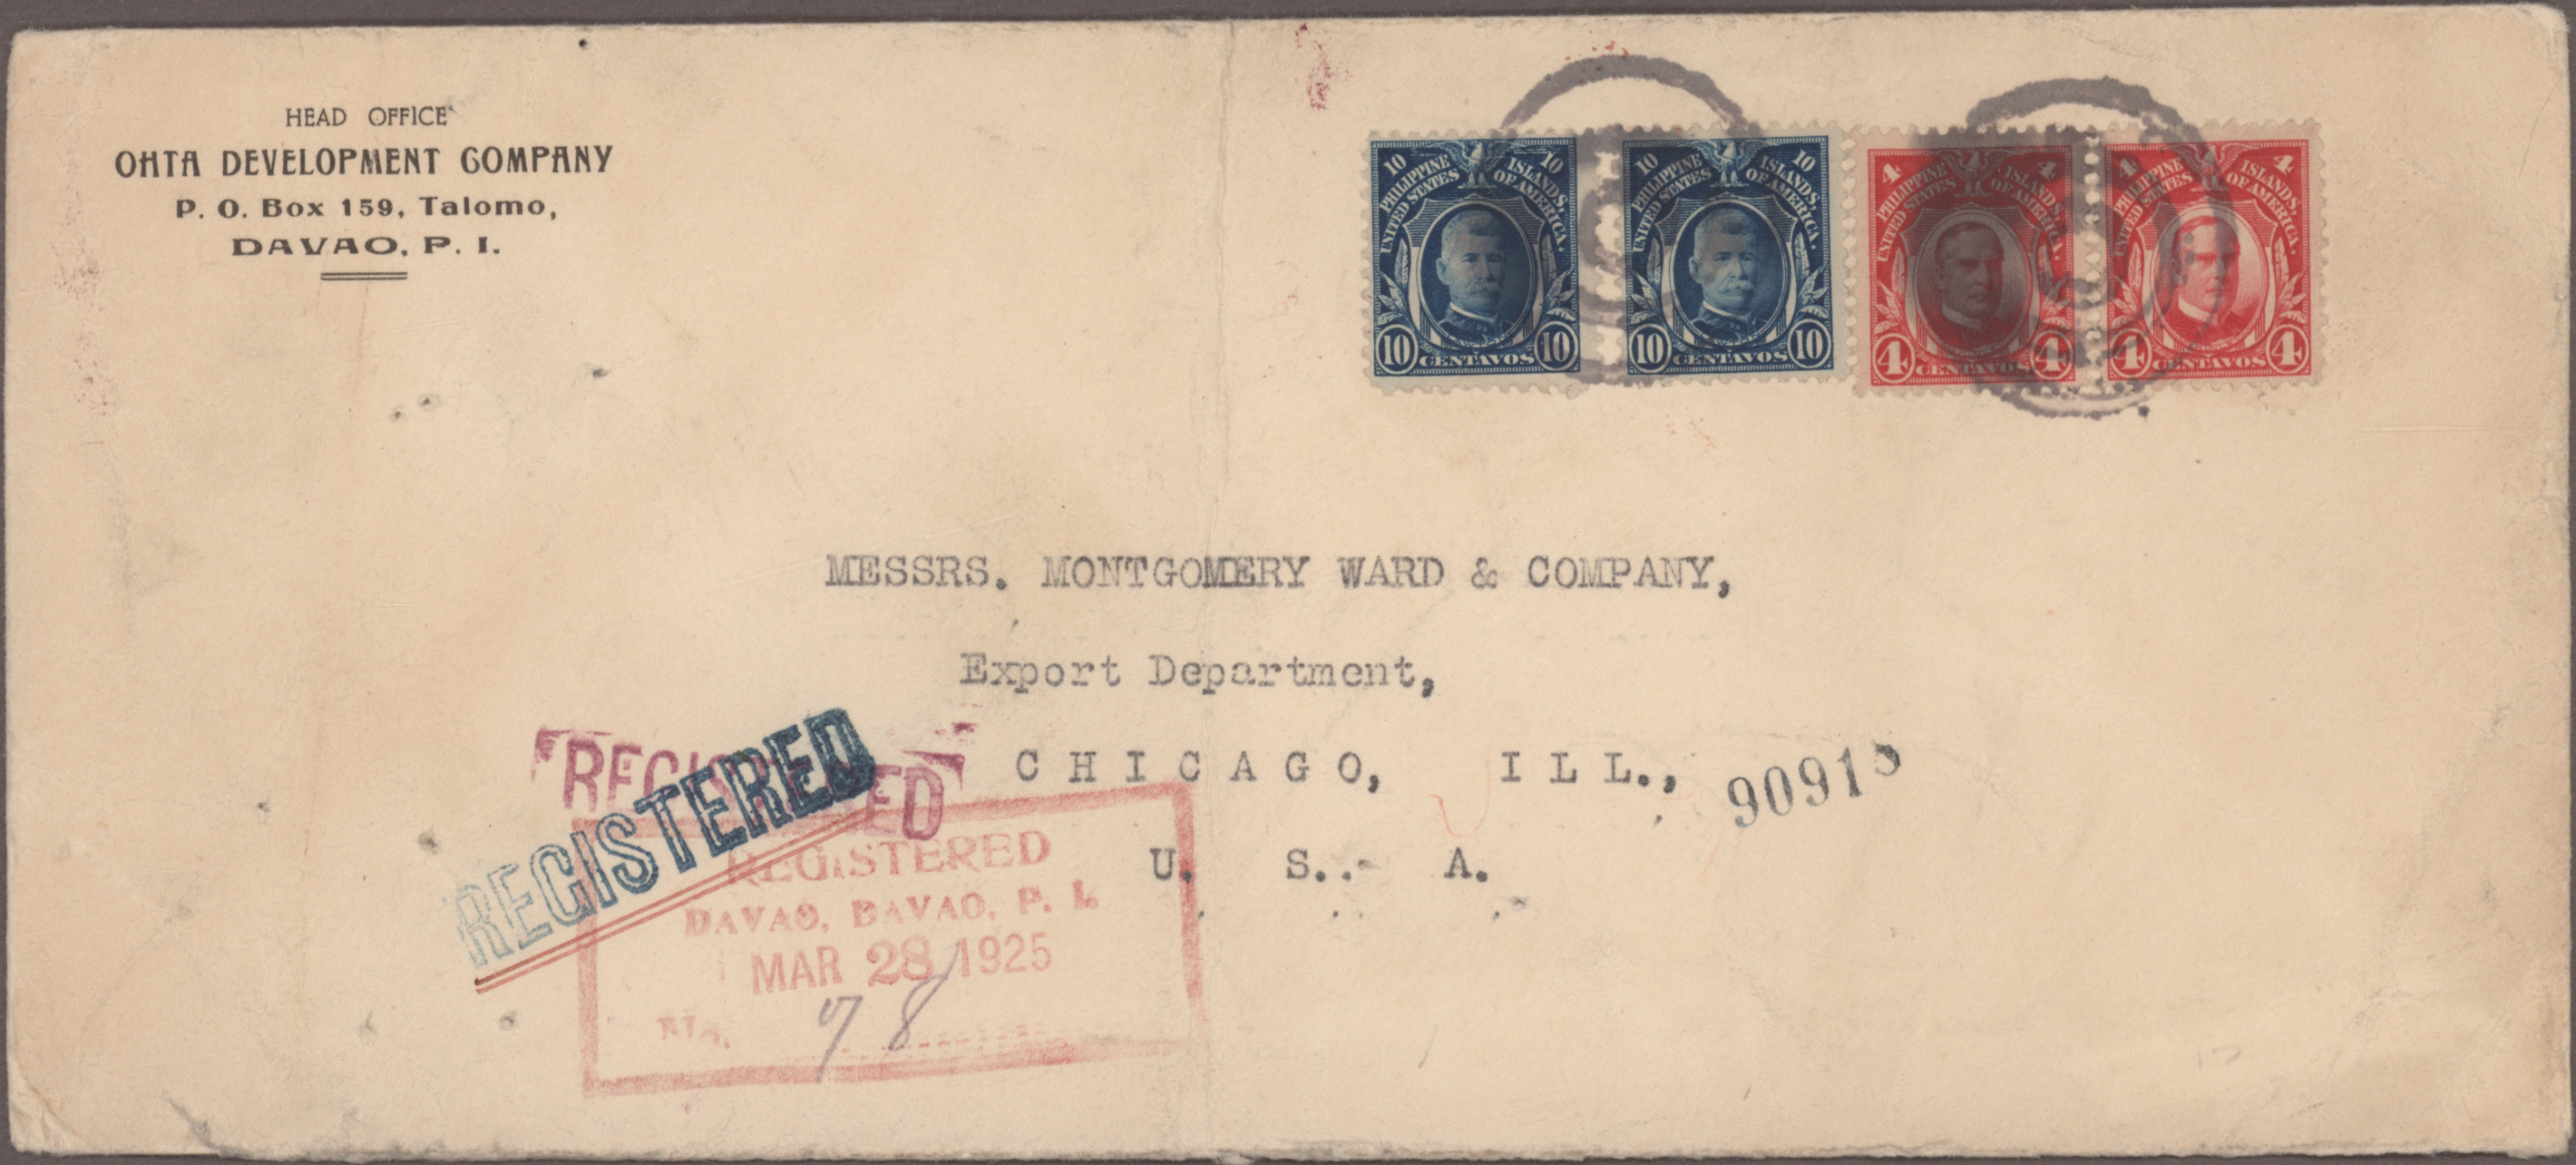 HEAD OFFICE
OHTA DEVELOPMENT COMPANY
P. O. Box 159, Talomo,
DAVAO, P. I.
10 10
PHILIPPINE ISLANDS,
UNITED STATES OF AMERICA.
10 CENTAVOS 10
10 10
PHILIPPINE ISLANDS,
UNITED STATES OF AMERICA.
10 CENTAVOS 10
4 4
PHILIPPINE ISLANDS,
UNITED STATES OF AMERICA.
4 CENTAVOS 4
4 4
PHILIPPINE ISLANDS,
UNITED STATES OF AMERICA.
4 CENTAVOS 4
MESSRS. MONTGOMERY WARD & COMPANY,
Export Department,
CHICAGO, ILL.,
U. S. A.
REGISTERED
REGISTERED
REGISTERED
DAVAO, DAVAO, P. I.
MAR 28 1925
No. 78